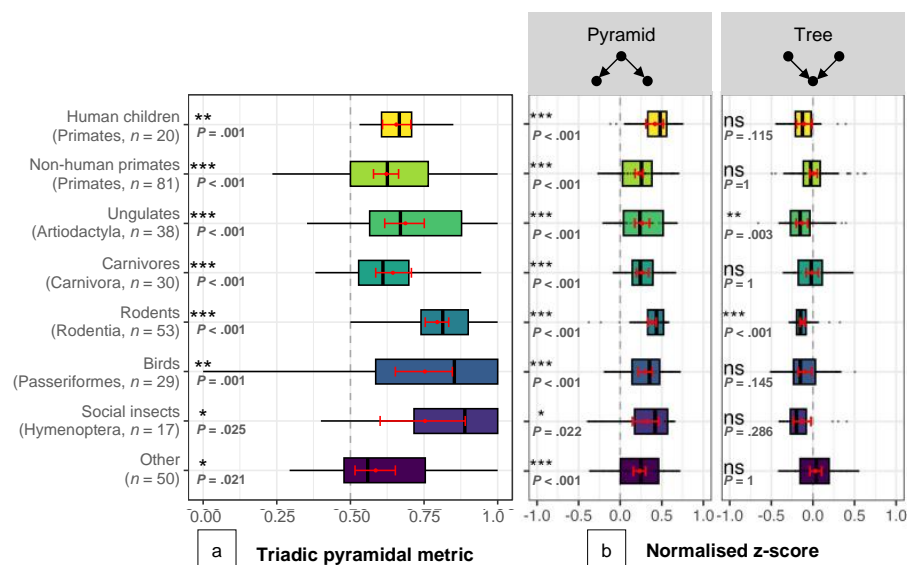 Pyramid
Tree
Human children
(Primates, n = 20)
**
P = .001
***
P < .001
ns
P = .115
Non-human primates
(Primates, n = 81)
***
P < .001
***
P < .001
ns
P =1
Ungulates
(Artiodactyla, n = 38)
***
P < .001
***
P < .001
**
P = .003
Carnivores
(Carnivora, n = 30)
***
P < .001
***
P < .001
ns
P = 1
Rodents
(Rodentia, n = 53)
***
P < .001
***
P < .001
***
P < .001
Birds
(Passeriformes, n = 29)
**
P = .001
***
P < .001
ns
P = .145
Social insects
(Hymenoptera, n = 17)
*
P = .025
*
P = .022
ns
P = .286
Other
(n = 50)
*
P = .021
***
P < .001
ns
P = 1
0.00 0.25 0.50 0.75 1.0
-1.0 -0.5 0.0 0.5 1.0
-1.0 -0.5 0.0 0.5 1.0
a Triadic pyramidal metric
b Normalised z-score